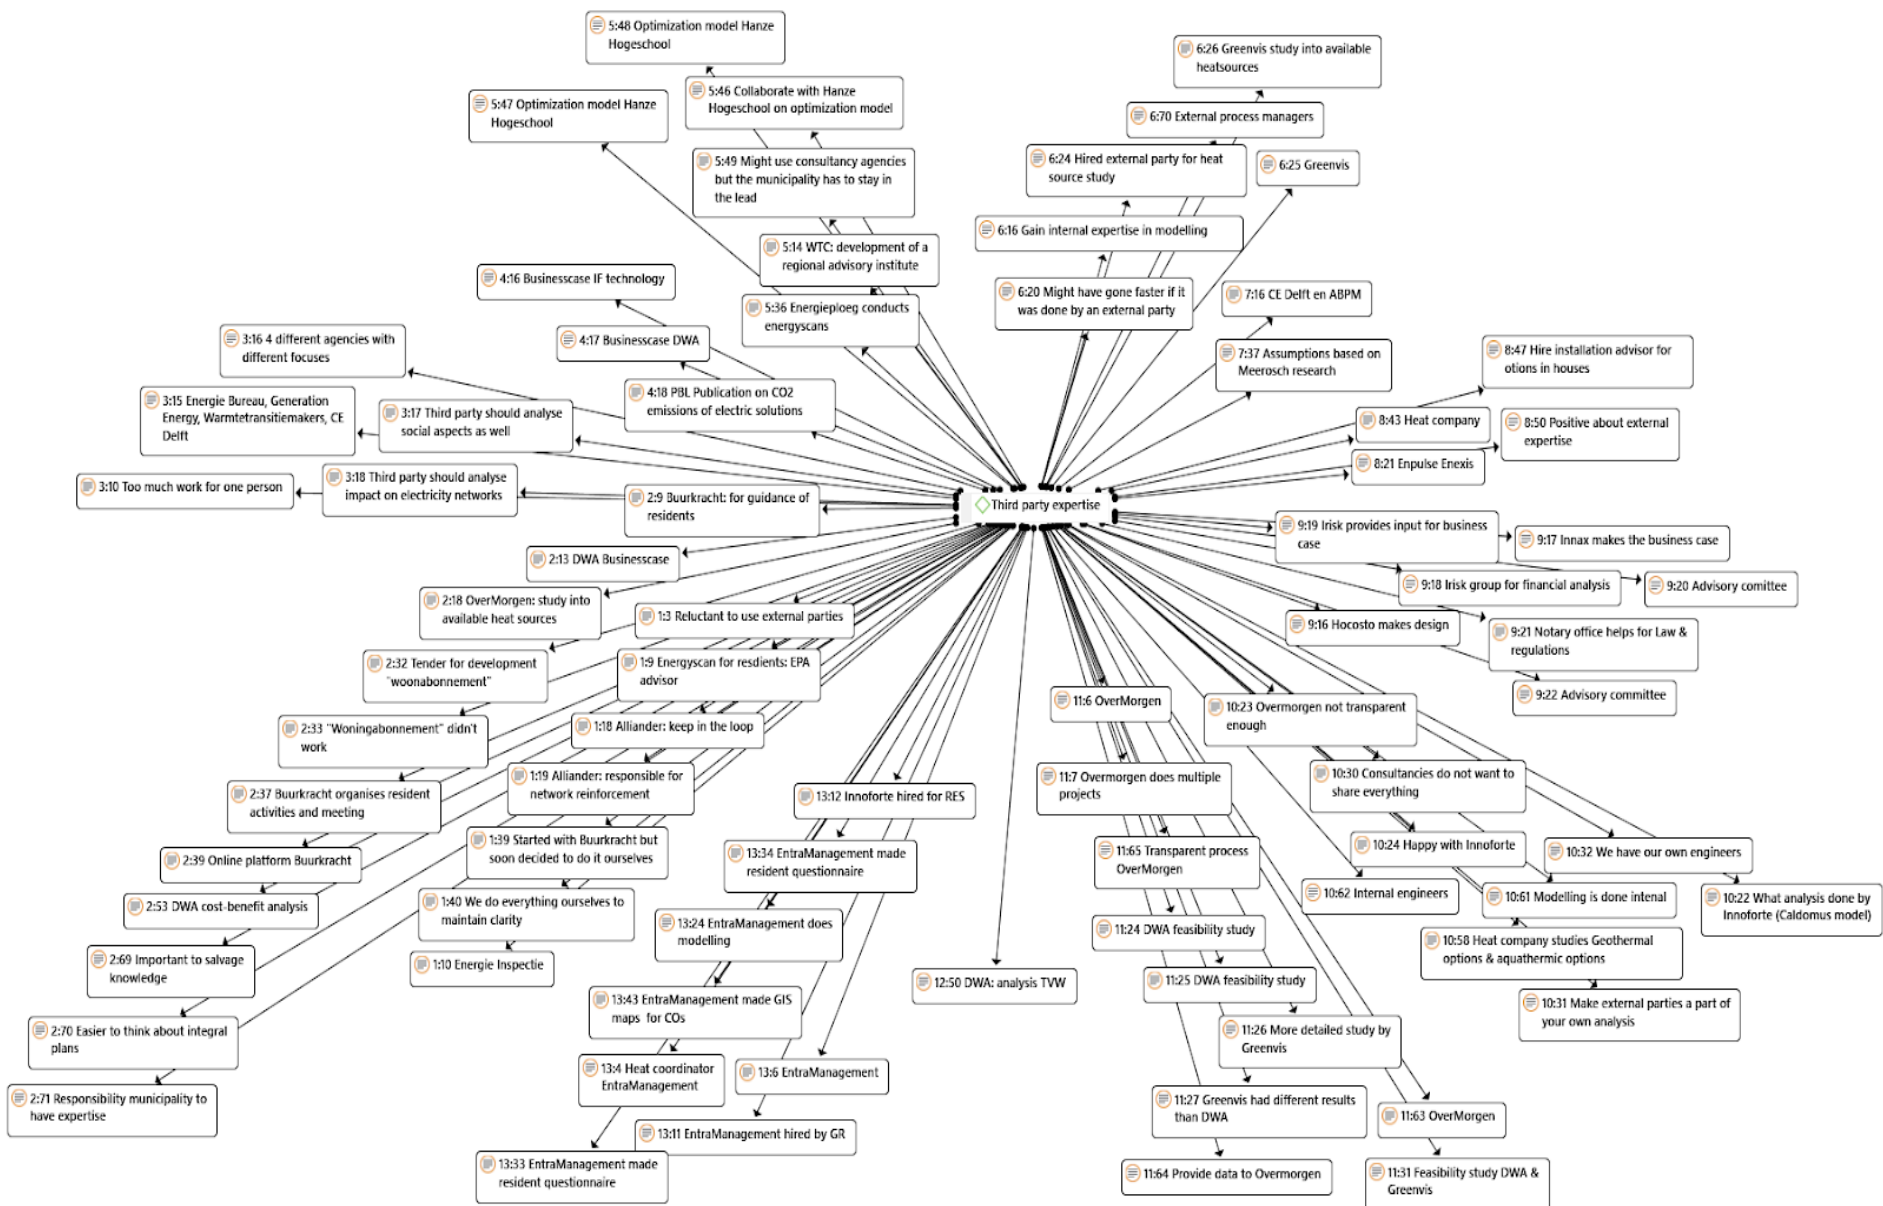 5:48 Optimization model Hanze
Hogeschool
5:46 Collaborate with Hanze
Hogeschool on optimization model
5:47 Optimization model Hanze
Hogeschool
5:49 Might use consultancy agencies
but the municipality has to stay in
the lead
5:14 WTC: development of a
regional advisory institute
5:36 Energieploeg conducts
energyscans
6:26 Greenvis study into available
heatsources
6:70 External process managers
6:24 Hired external party for heat
source study
6:25 Greenvis
6:16 Gain internal expertise in modelling
6:20 Might have gone faster if it
was done by an external party
7:16 CE Delft en ABPM
7:37 Assumptions based on
Meerosch research
4:16 Businesscase IF technology
4:17 Businesscase DWA
4:18 PBL Publication on CO2
emissions of electric solutions
3:16 4 different agencies with
different focuses
3:15 Energie Bureau, Generation
Energy, Warmtetransitiemakers, CE
Delft
3:17 Third party should analyse
social aspects as well
3:18 Third party should analyse
impact on electricity networks
3:10 Too much work for one person
8:47 Hire installation advisor for
otions in houses
8:43 Heat company
8:50 Positive about external
expertise
8:21 Enpulse Enexis
Third party expertise
2:9 Buurkracht: for guidance of
residents
2:13 DWA Businesscase
2:18 OverMorgen: study into
available heat sources
2:32 Tender for development
"woonabonnement"
2:33 "Woningabonnement" didn't
work
2:37 Buurkracht organises resident
activities and meeting
2:39 Online platform Buurkracht
2:53 DWA cost-benefit analysis
2:69 Important to salvage
knowledge
2:70 Easier to think about integral
plans
2:71 Responsibility municipality to
have expertise
1:3 Reluctant to use external parties
1:9 Energyscan for resdients: EPA
advisor
1:18 Alliander: keep in the loop
1:19 Alliander: responsible for
network reinforcement
1:39 Started with Buurkracht but
soon decided to do it ourselves
1:40 We do everything ourselves to
maintain clarity
1:10 Energie Inspectie
9:19 Irisk provides input for business
case
9:17 Innax makes the business case
9:18 Irisk group for financial analysis
9:20 Advisory comittee
9:16 Hocosto makes design
9:21 Notary office helps for Law &
regulations
9:22 Advisory committee
13:12 Innoforte hired for RES
13:34 EntraManagement made
resident questionnaire
13:24 EntraManagement does
modelling
13:43 EntraManagement made GIS
maps for COs
13:4 Heat coordinator
EntraManagement
13:6 EntraManagement
13:11 EntraManagement hired by GR
13:33 EntraManagement made
resident questionnaire
12:50 DWA: analysis TVW
11:6 OverMorgen
11:7 Overmorgen does multiple
projects
11:65 Transparent process
OverMorgen
11:24 DWA feasibility study
11:25 DWA feasibility study
11:26 More detailed study by
Greenvis
11:27 Greenvis had different results
than DWA
11:63 OverMorgen
11:64 Provide data to Overmorgen
11:31 Feasibility study DWA &
Greenvis
10:23 Overmorgen not transparent
enough
10:30 Consultancies do not want to
share everything
10:24 Happy with Innoforte
10:32 We have our own engineers
10:62 Internal engineers
10:61 Modelling is done intenal
10:22 What analysis done by
Innoforte (Caldomus model)
10:58 Heat company studies Geothermal
options & aquathermic options
10:31 Make external parties a part of
your own analysis